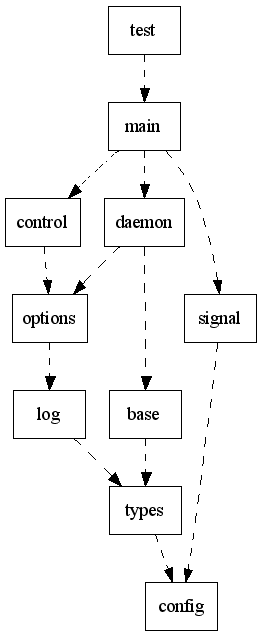 test
main
control
daemon
options
signal
log
base
types
config